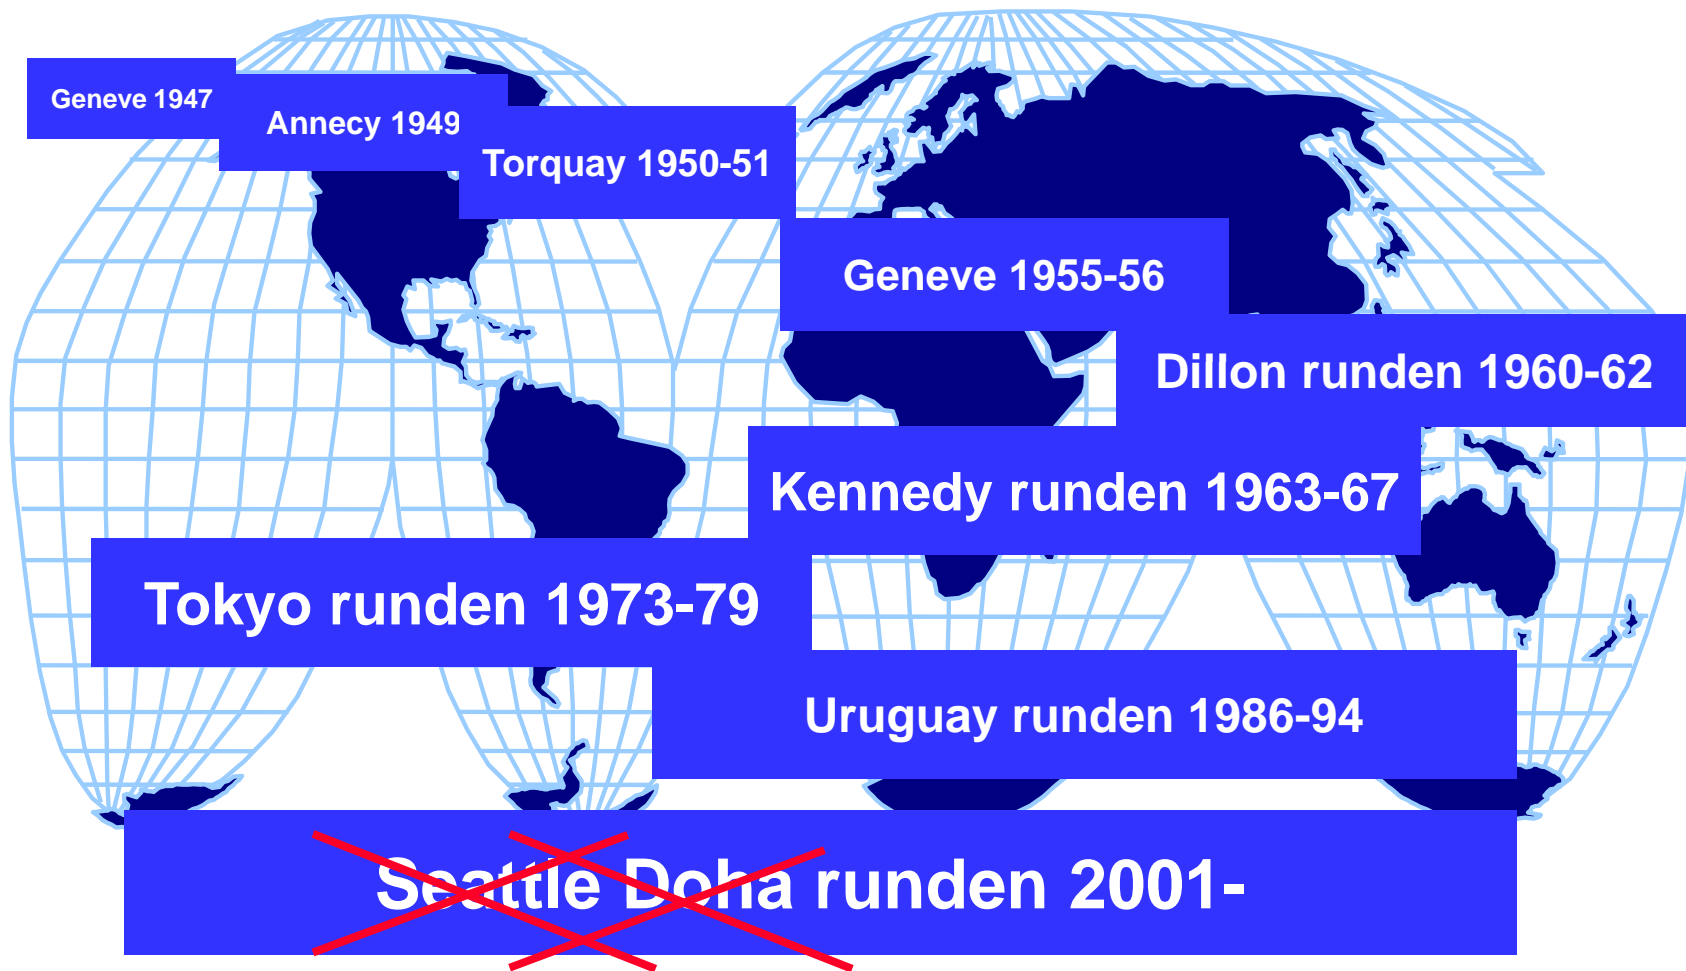 Geneve 1947
Annecy 1949
Torquay 1950-51
Geneve 1955-56
Dillon runden 1960-62
Kennedy runden 1963-67
Tokyo runden 1973-79
Uruguay runden 1986-94
Seattle Doha runden 2001-